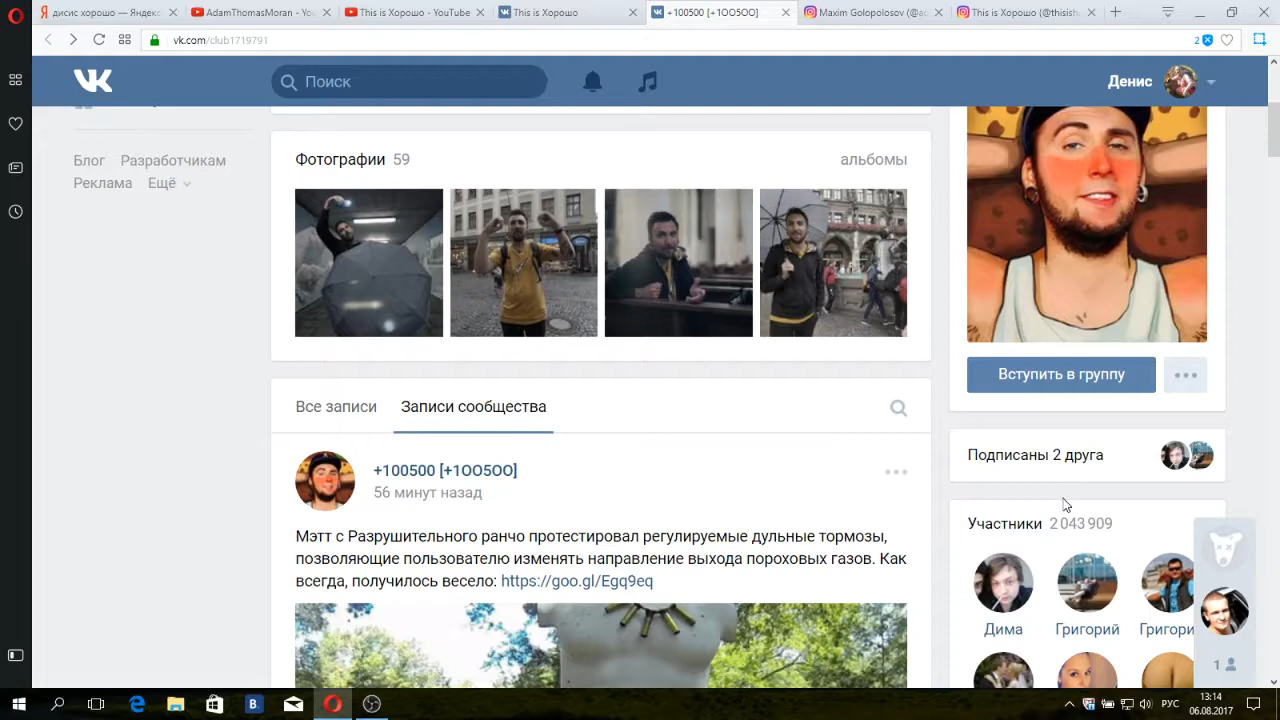 дисис хорошо — Яндекс
AdamThomasMoran - You
This is Хорошо - YouTube
This is Хорошо
+100500 [+1OO5OO]
Maxim Golopolosov (@ad
This is Хорошо (@thisish
vk.com/club1719791
2
Поиск
Денис
Блог Разработчикам
Реклама Ещё
Фотографии 59
альбомы
Вступить в группу
Все записи
Записи сообщества
Подписаны 2 друга
+100500 [+1OO5OO]
56 минут назад
Участники 2 043 909
Мэтт с Разрушительного ранчо протестировал регулируемые дульные тормозы,
позволяющие пользователю изменять направление выхода пороховых газов. Как
всегда, получилось весело: https://goo.gl/Egq9eq
Дима
Григорий
Григори
1
РУС
13:14
06.08.2017